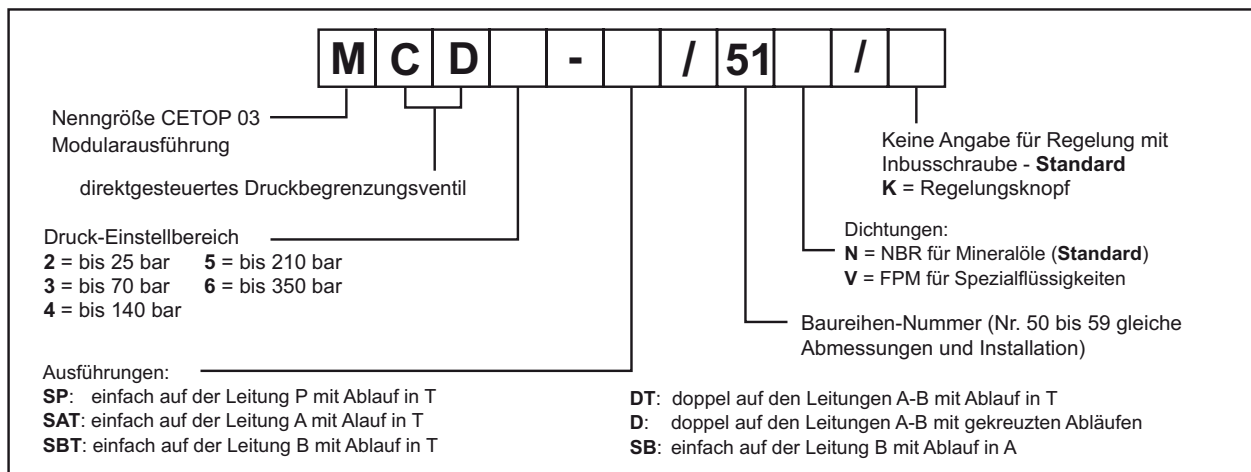 M C D - / 51 /
Nenngröße CETOP 03
Modularausführung
direktgesteuertes Druckbegrenzungsventil
Druck-Einstellbereich
2 = bis 25 bar 5 = bis 210 bar
3 = bis 70 bar 6 = bis 350 bar
4 = bis 140 bar
Keine Angabe für Regelung mit
Inbusschraube - Standard
K = Regelungsknopf
Dichtungen:
N = NBR für Mineralöle (Standard)
V = FPM für Spezialflüssigkeiten
Baureihen-Nummer (Nr. 50 bis 59 gleiche
Abmessungen und Installation)
Ausführungen:
SP: einfach auf der Leitung P mit Ablauf in T
SAT: einfach auf der Leitung A mit Alauf in T
SBT: einfach auf der Leitung B mit Ablauf in T
DT: doppel auf den Leitungen A-B mit Ablauf in T
D: doppel auf den Leitungen A-B mit gekreuzten Abläufen
SB: einfach auf der Leitung B mit Ablauf in A